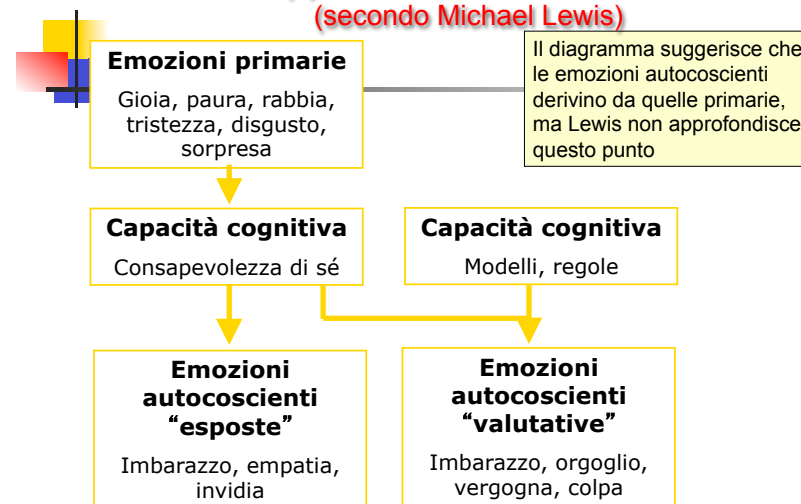 (secondo Michael Lewis)
Emozioni primarie
Gioia, paura, rabbia,
tristezza, disgusto,
sorpresa
Il diagramma suggerisce che
le emozioni autocoscienti
derivino da quelle primarie,
ma Lewis non approfondisce
questo punto
Capacità cognitiva
Consapevolezza di sé
Capacità cognitiva
Modelli, regole
Emozioni
autocoscienti
“esposte”
Imbarazzo, empatia,
invidia
Emozioni
autocoscienti
“valutative”
Imbarazzo, orgoglio,
vergogna, colpa